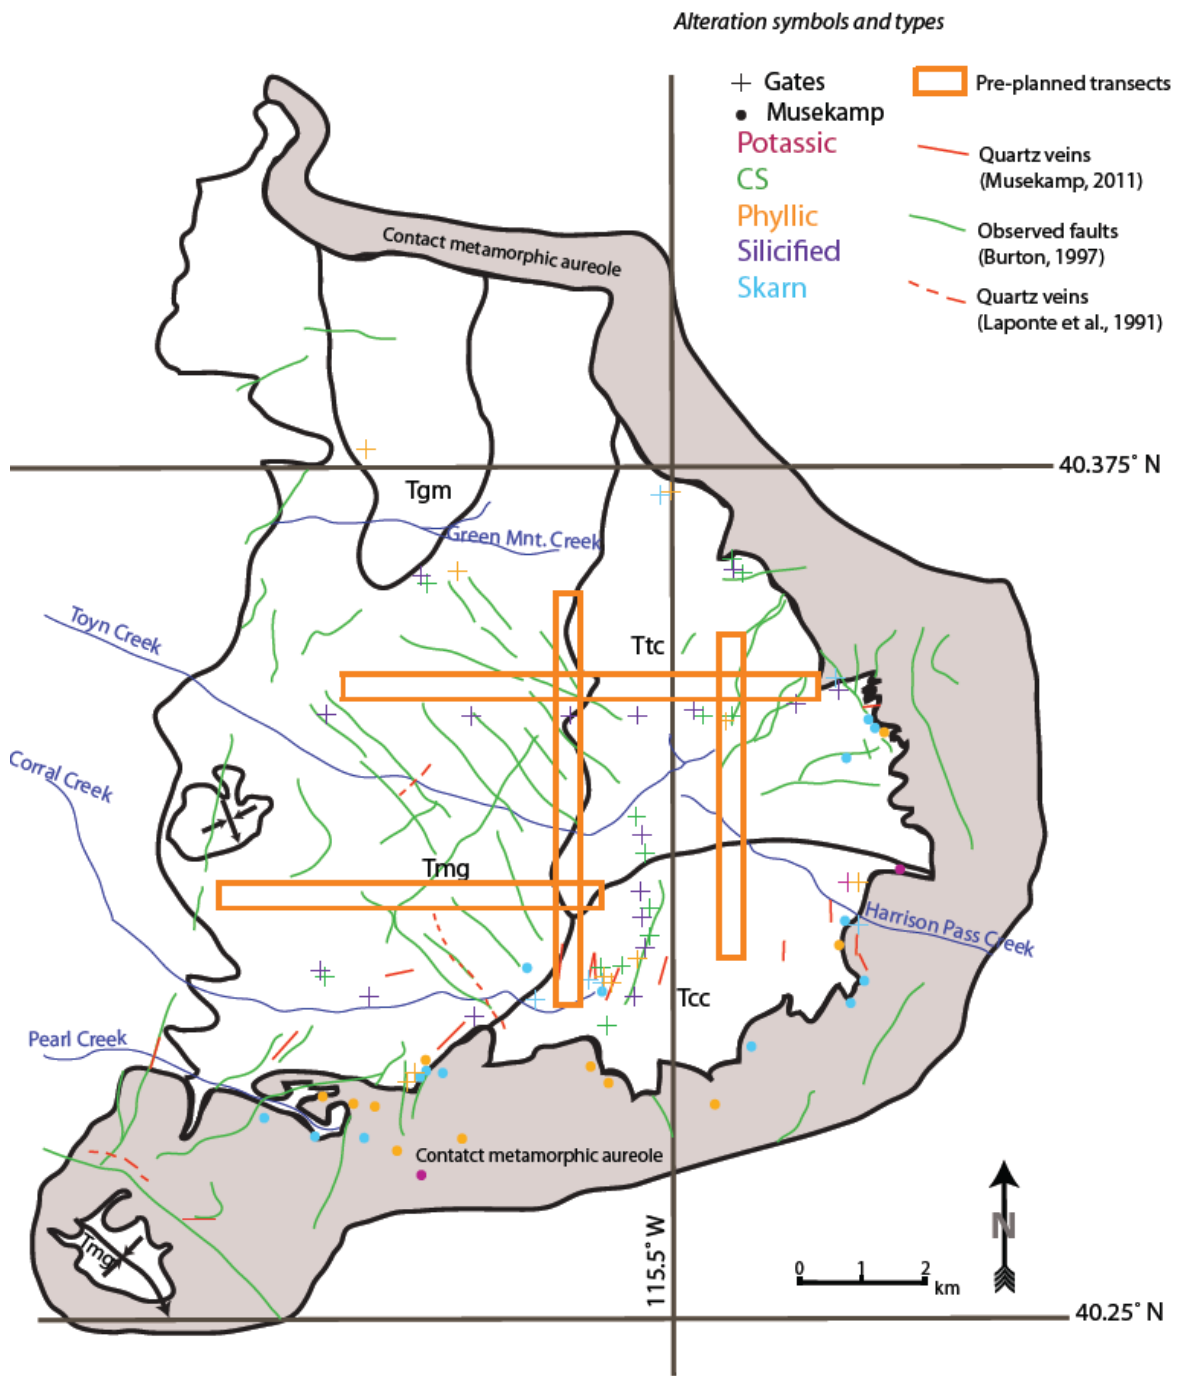 Alteration symbols and types
Gates
Musekamp
Potassic
CS
Phyllic
Silicified
Skarn
Pre-planned transects
Quartz veins
(Musekamp, 2011)
Observed faults
(Burton, 1997)
Quartz veins
(Laponte et al., 1991)
Contact metamorphic aureole
40.375° N
Tgm
Green Mnt. Creek
Toyn Creek
Ttc
Corral Creek
Tmg
Harrison Pass Creek
Tcc
Pearl Creek
Contatct metamorphic aureole
Tmg
115.5° W
N
0 1 2
km
40.25° N